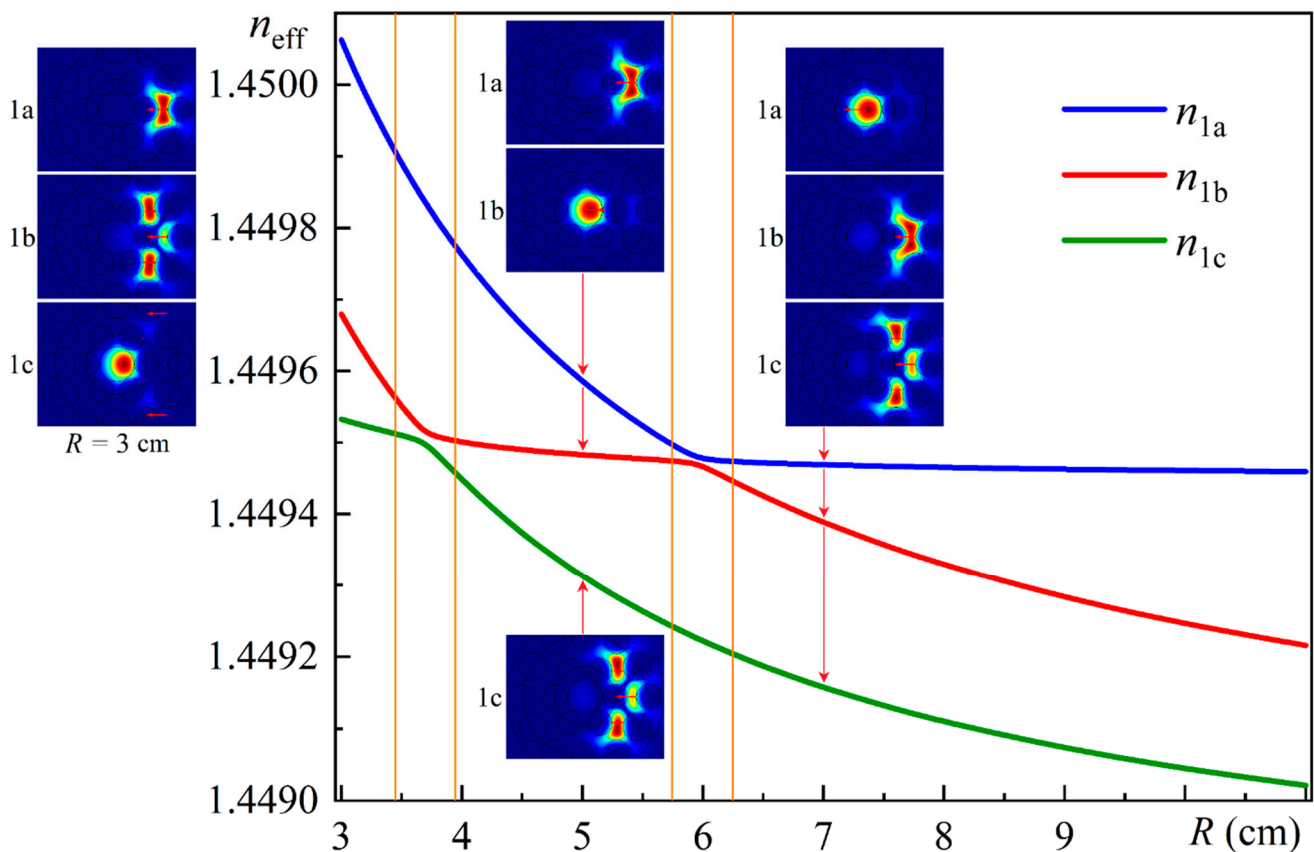 n_eff
1.4500
1.4498
1.4496
1.4494
1.4492
1.4490
1a
1b
1c
R = 3 cm
1a
1b
1c
1a
1b
1c
n_1a
n_1b
n_1c
3 4 5 6 7 8 9 R (cm)